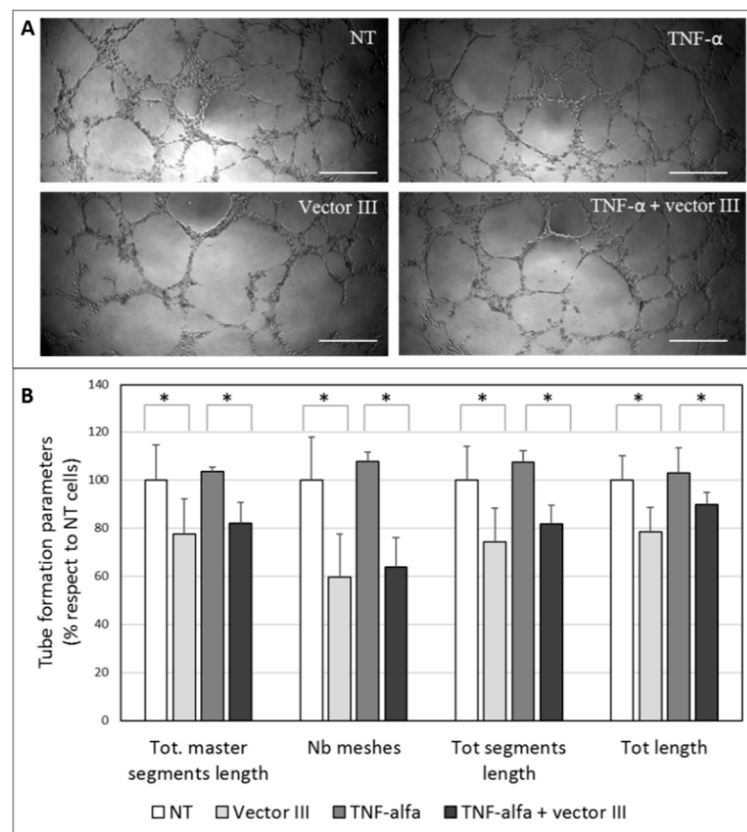 A
NT
TNF-α
Vector III
TNF-α + vector III
B
Tube formation parameters
(% respect to NT cells)
140
120
100
80
60
40
20
0
* * * * * * * *
Tot. master
segments length
Nb meshes
Tot segments
length
Tot length
NT Vector III TNF-alfa TNF-alfa + vector III